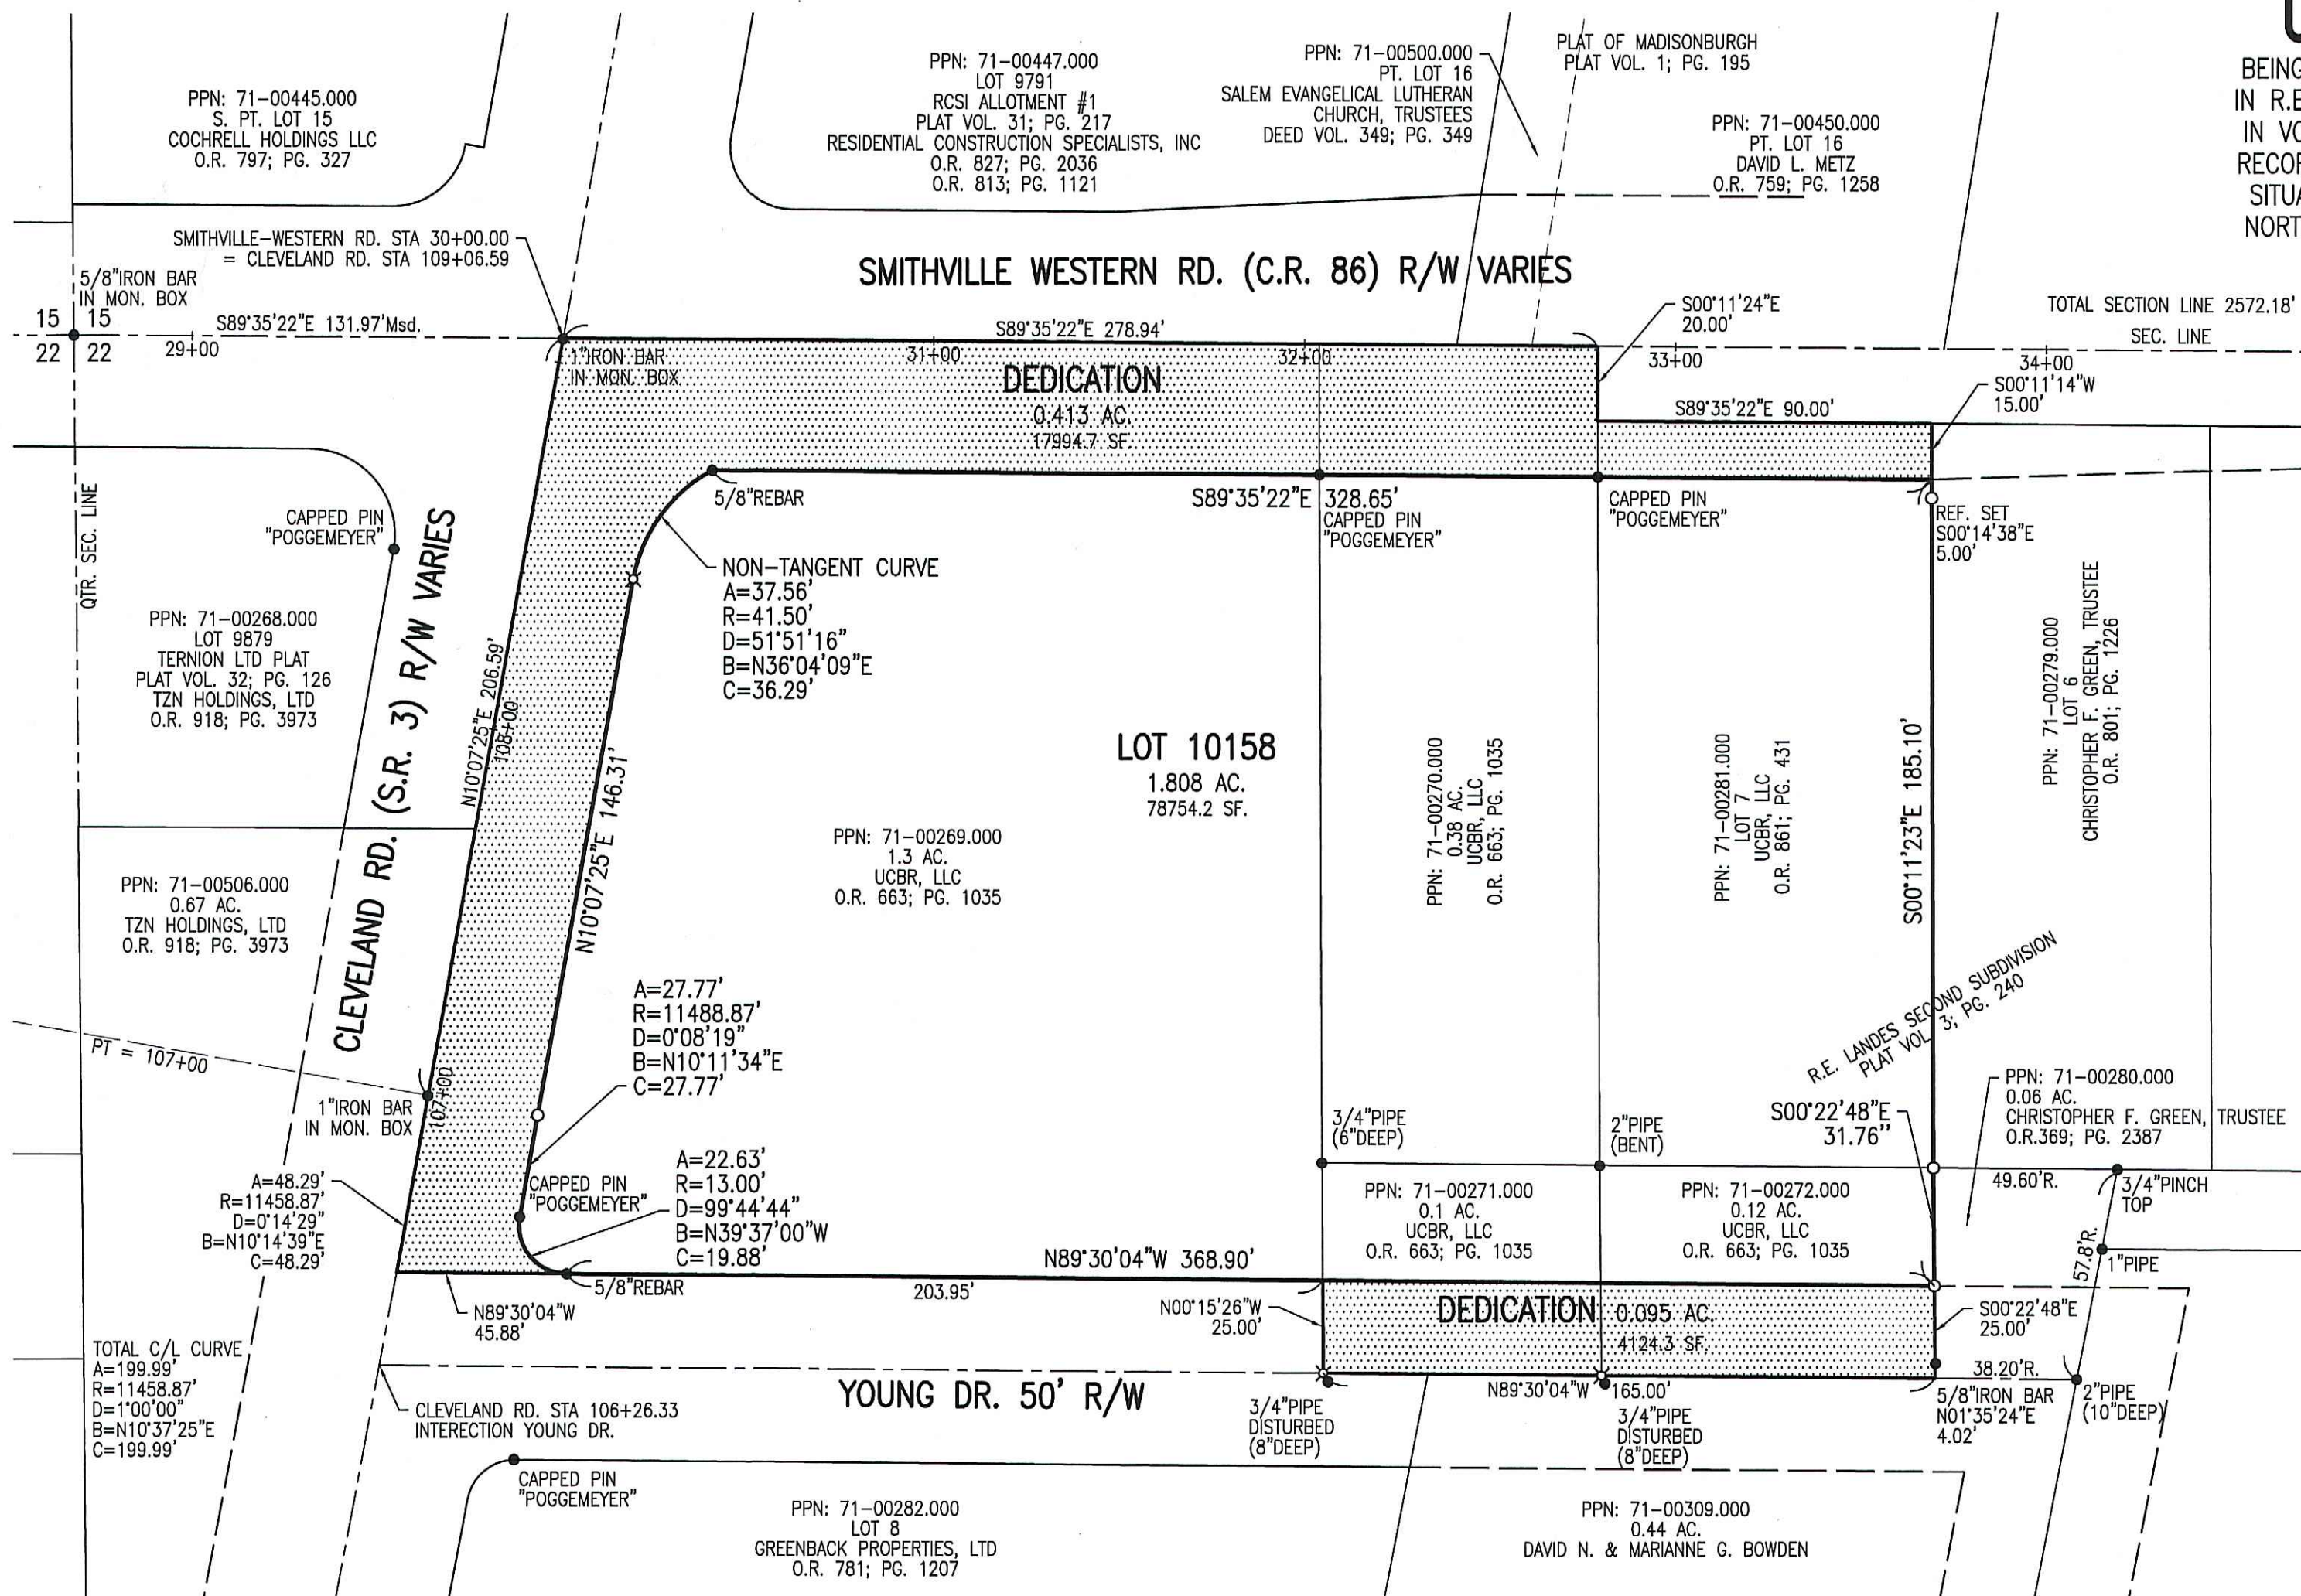 PPN: 71-00445.000
S. PT. LOT 15
COCHRELL HOLDINGS LLC
O.R. 797; PG. 327
PPN: 71-00447.000
LOT 9791
RCSI ALLOTMENT #1
PLAT VOL. 31; PG. 217
RESIDENTIAL CONSTRUCTION SPECIALISTS, INC
O.R. 827; PG. 2036
O.R. 813; PG. 1121
PPN: 71-00500.000
PT. LOT 16
SALEM EVANGELICAL LUTHERAN
CHURCH, TRUSTEES
DEED VOL. 349; PG. 349
PLAT OF MADISONBURGH
PLAT VOL. 1; PG. 195
PPN: 71-00450.000
PT. LOT 16
DAVID L. METZ
O.R. 759; PG. 1258
BEING
IN R.E
IN VO
RECOR
SITUA
NORT
SMITHVILLE-WESTERN RD. STA 30+00.00
= CLEVELAND RD. STA 109+06.59
SMITHVILLE WESTERN RD. (C.R. 86) R/W VARIES
5/8"IRON BAR
IN MON. BOX
15 15
22 22
S89°35'22"E 131.97'Msd.
29+00
S89°35'22"E 278.94'
31+00
32+00
33+00
34+00
S00°11'24"E
20.00'
TOTAL SECTION LINE 2572.18'
SEC. LINE
1"IRON BAR
IN MON. BOX
DEDICATION
0.413 AC.
17994.7 SF
S89°35'22"E 90.00'
S00°11'14"W
15.00'
QTR. SEC. LINE
CAPPED PIN
"POGGEMEYER"
5/8"REBAR
S89°35'22"E 328.65'
CAPPED PIN
"POGGEMEYER"
CAPPED PIN
"POGGEMEYER"
REF. SET
S00°14'38"E
5.00'
NON-TANGENT CURVE
A=37.56'
R=41.50'
D=51°51'16"
B=N36°04'09"E
C=36.29'
PPN: 71-00268.000
LOT 9879
TERNION LTD PLAT
PLAT VOL. 32; PG. 126
TZN HOLDINGS, LTD
O.R. 918; PG. 3973
CLEVELAND RD. (S.R. 3) R/W VARIES
N10°07'25"E 206.59'
108+00
N10°07'25"E 146.31'
LOT 10158
1.808 AC.
78754.2 SF.
PPN: 71-00269.000
1.3 AC.
UCBR, LLC
O.R. 663; PG. 1035
PPN: 71-00270.000
0.38 AC.
UCBR, LLC
O.R. 663; PG. 1035
PPN: 71-00281.000
LOT 7
UCBR, LLC
O.R. 861; PG. 431
S00°11'23"E 185.10'
PPN: 71-00279.000
LOT 6
CHRISTOPHER F. GREEN, TRUSTEE
O.R. 801; PG. 1226
PPN: 71-00506.000
0.67 AC.
TZN HOLDINGS, LTD
O.R. 918; PG. 3973
R.E. LANDES SECOND SUBDIVISION
PLAT VOL. 3; PG. 240
PT = 107+00
1"IRON BAR
IN MON. BOX
107+00
A=27.77'
R=11488.87'
D=0°08'19"
B=N10°11'34"E
C=27.77'
3/4"PIPE
(6"DEEP)
2"PIPE
(BENT)
S00°22'48"E
31.76''
PPN: 71-00280.000
0.06 AC.
CHRISTOPHER F. GREEN, TRUSTEE
O.R.369; PG. 2387
A=48.29'
R=11458.87'
D=0°14'29"
B=N10°14'39"E
C=48.29'
CAPPED PIN
"POGGEMEYER"
A=22.63'
R=13.00'
D=99°44'44"
B=N39°37'00"W
C=19.88'
PPN: 71-00271.000
0.1 AC.
UCBR, LLC
O.R. 663; PG. 1035
PPN: 71-00272.000
0.12 AC.
UCBR, LLC
O.R. 663; PG. 1035
49.60'R.
3/4"PINCH
TOP
57.8'R.
1"PIPE
N89°30'04"W 368.90'
5/8"REBAR
203.95'
N89°30'04"W
45.88'
N00°15'26"W
25.00'
DEDICATION 0.095 AC.
4124.3 SF.
S00°22'48"E
25.00'
TOTAL C/L CURVE
A=199.99'
R=11458.87'
D=1°00'00"
B=N10°37'25"E
C=199.99'
CLEVELAND RD. STA 106+26.33
INTERECTION YOUNG DR.
YOUNG DR. 50' R/W
3/4"PIPE
DISTURBED
(8"DEEP)
N89°30'04"W 165.00'
3/4"PIPE
DISTURBED
(8"DEEP)
38.20'R.
5/8"IRON BAR
N01°35'24"E
4.02'
2"PIPE
(10"DEEP)
CAPPED PIN
"POGGEMEYER"
PPN: 71-00282.000
LOT 8
GREENBACK PROPERTIES, LTD
O.R. 781; PG. 1207
PPN: 71-00309.000
0.44 AC.
DAVID N. & MARIANNE G. BOWDEN